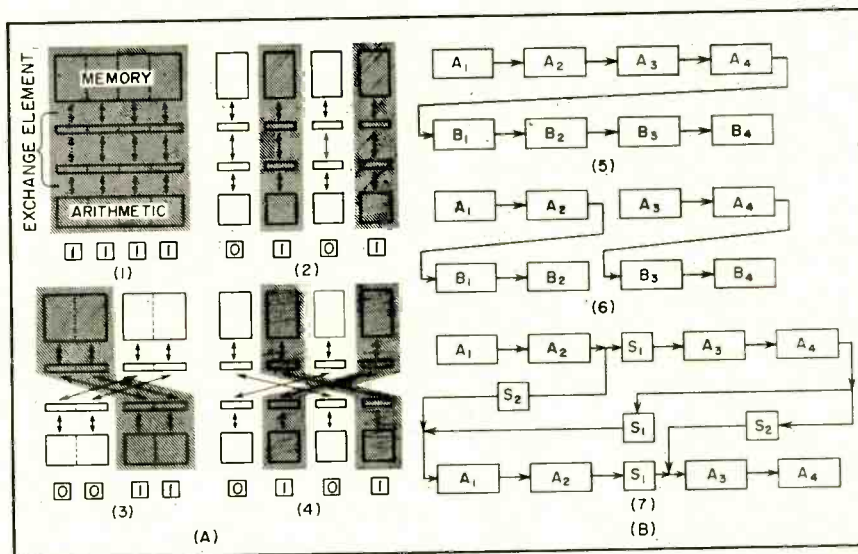 EXCHANGE ELEMENT
MEMORY
ARITHMETIC
1 1 1 1
(1)
0 1 0 1
(2)
0 0 1 1
(3)
0 1 0 1
(4)
(A)
A1 A2 A3 A4
B1 B2 B3 B4
(5)
A1 A2 A3 A4
B1 B2 B3 B4
(6)
A1 A2 S1 A3 A4
S2
S1 S2
A1 A2 S1 A3 A4
(7)
(B)